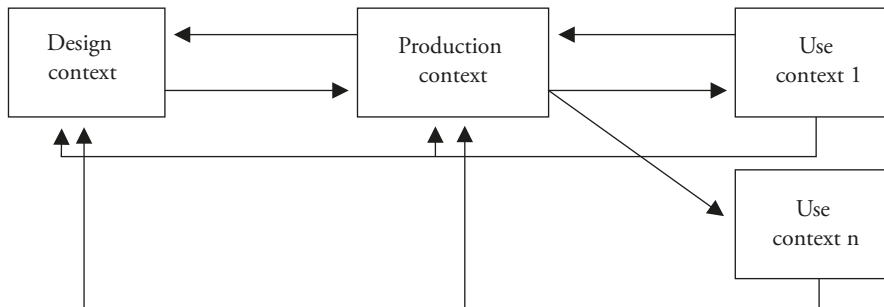 Design
context
Production
context
Use
context 1
Use
context n